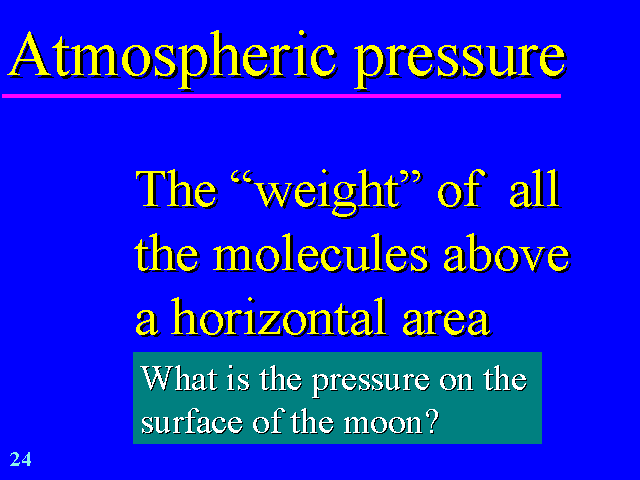 Atmospheric pressure
The “weight” of all
the molecules above
a horizontal area
What is the pressure on the
surface of the moon?
24